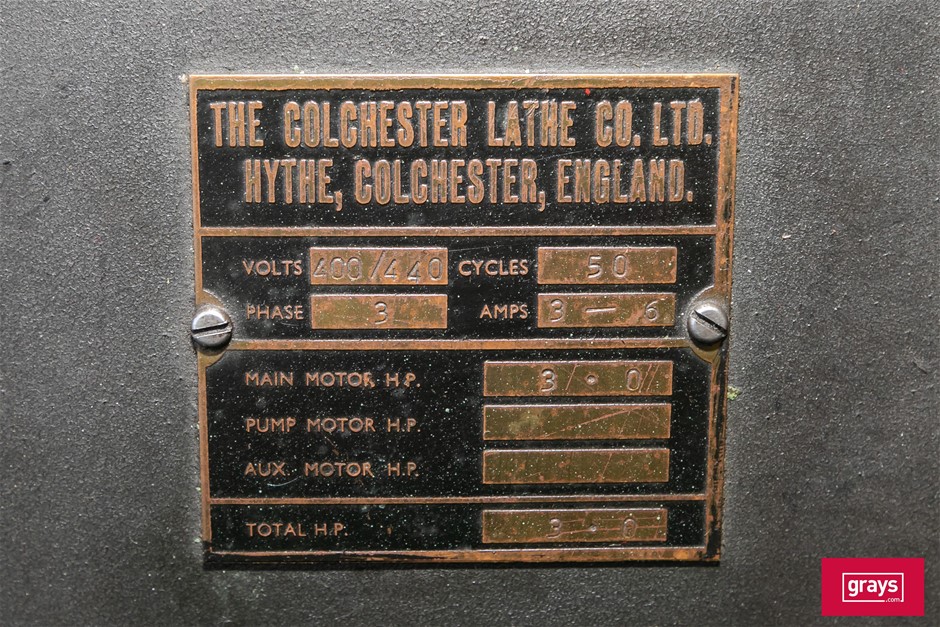 THE COLCHESTER LATHE CO. LTD.
HYTHE, COLCHESTER, ENGLAND.
VOLTS 400/440 CYCLES 50
PHASE 3 AMPS 3 — 6
MAIN MOTOR H.P. 3 · 0
PUMP MOTOR H.P.
AUX MOTOR H.P.
TOTAL H.P. 3 · 0
grays
.com